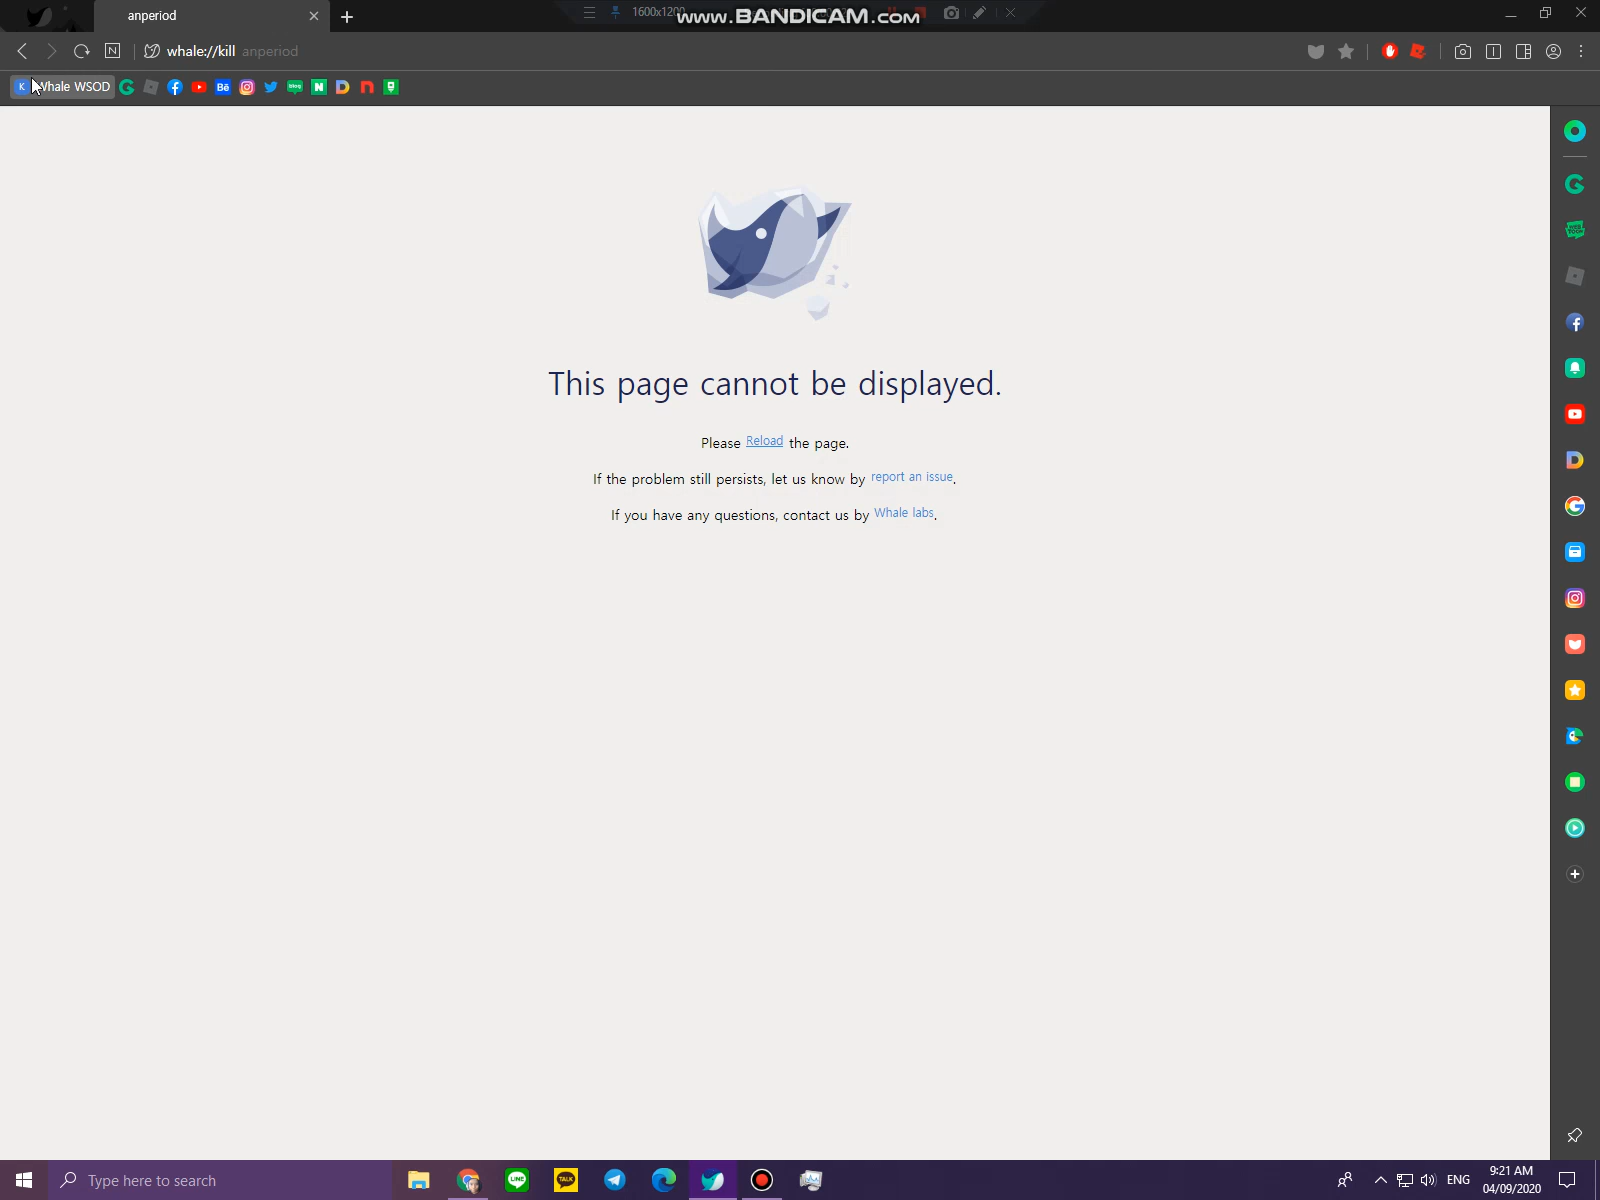 anperiod
1600x1200
www.BANDICAM.com
whale://kill anperiod
K Whale WSOD
This page cannot be displayed.
Please Reload the page.
If the problem still persists, let us know by report an issue.
If you have any questions, contact us by Whale labs.
Type here to search
ENG
9:21 AM
04/09/2020